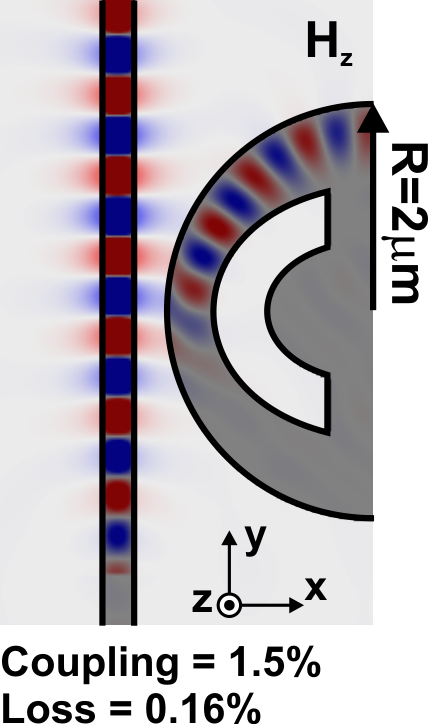 Hz
R=2μm
y
z
x
Coupling = 1.5%
Loss = 0.16%